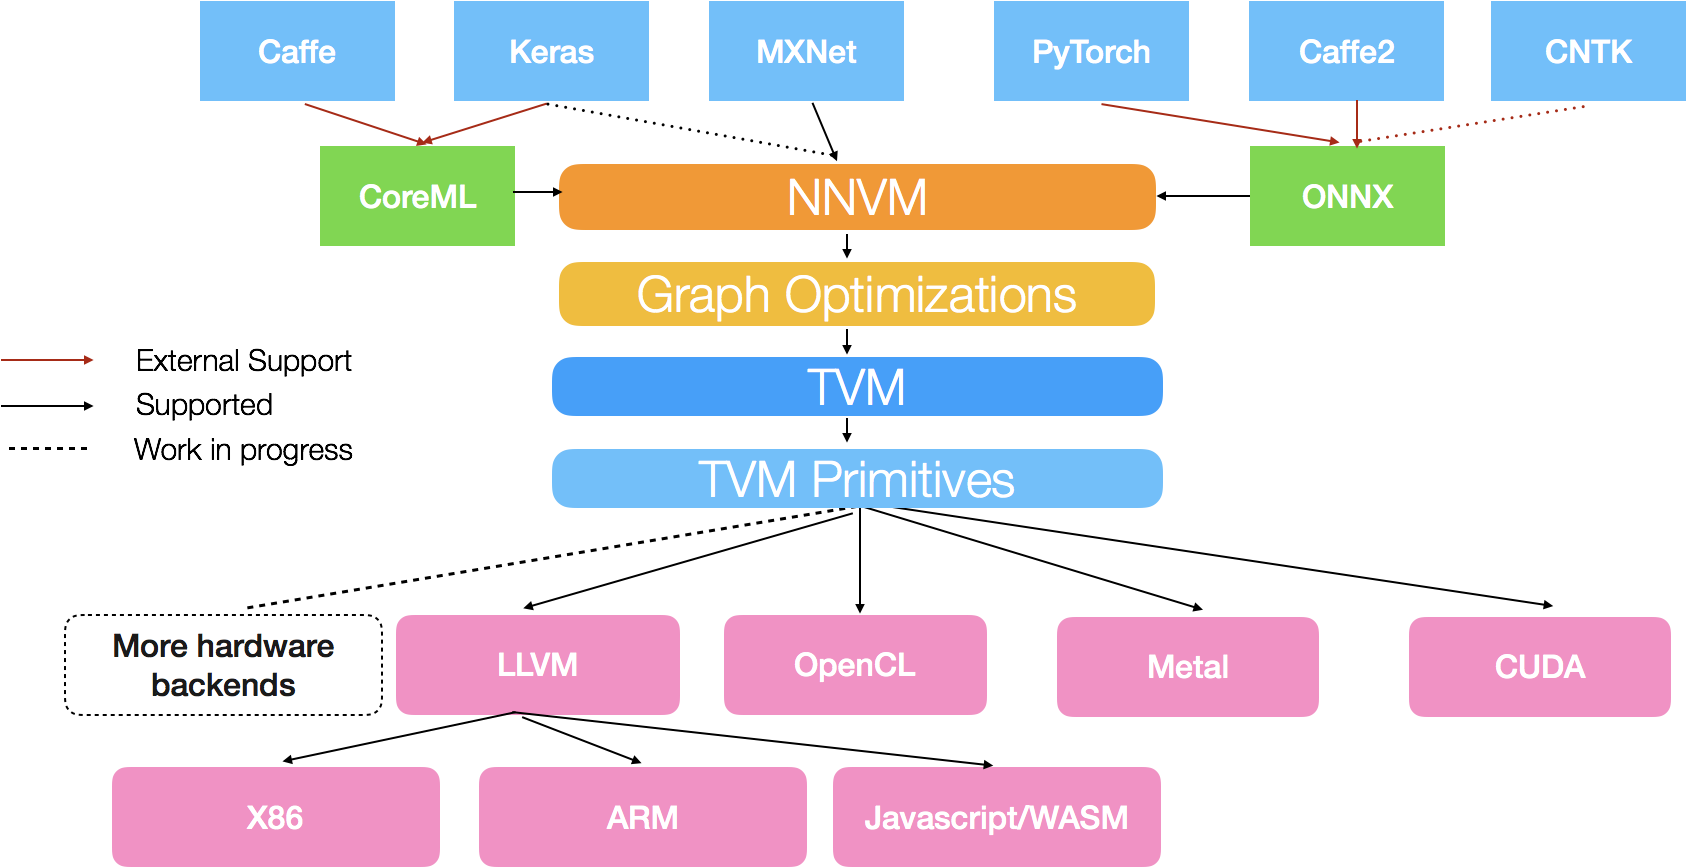 Caffe
Keras
MXNet
PyTorch
Caffe2
CNTK
CoreML
NNVM
ONNX
Graph Optimizations
External Support
Supported
Work in progress
TVM
TVM Primitives
More hardware
backends
LLVM
OpenCL
Metal
CUDA
X86
ARM
Javascript/WASM